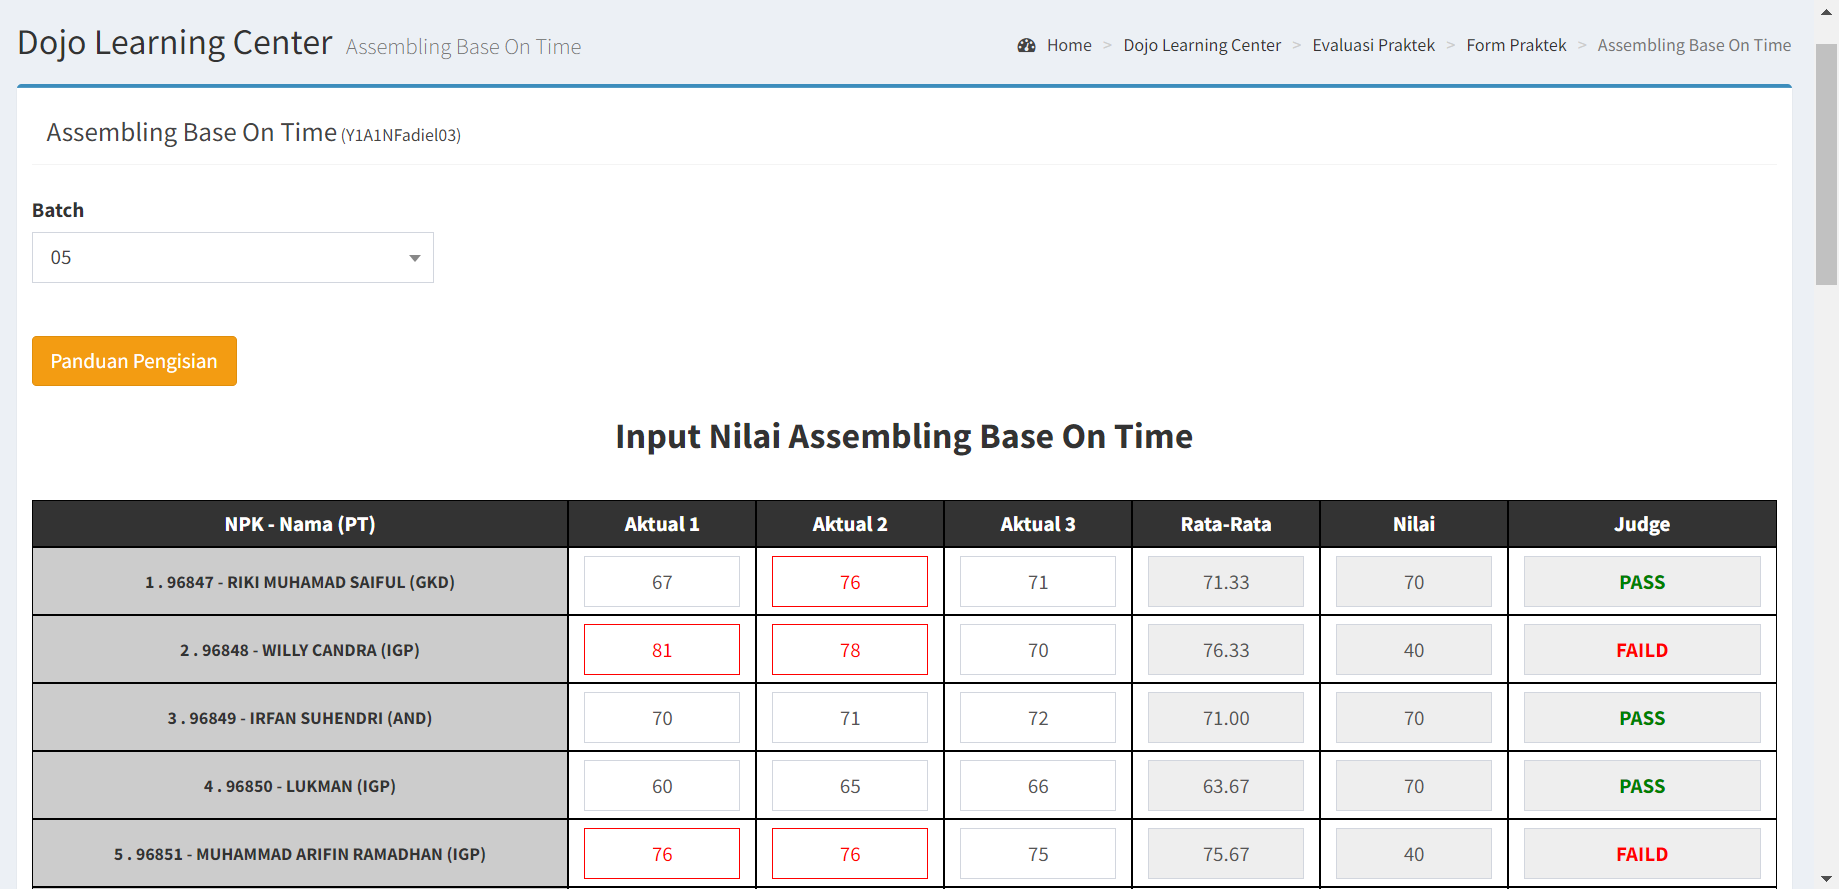 Dojo Learning Center Assembling Base On Time
Home > Dojo Learning Center > Evaluasi Praktek > Form Praktek > Assembling Base On Time
Assembling Base On Time (Y1A1NFadiel03)
Batch
05
Panduan Pengisian
Input Nilai Assembling Base On Time
NPK - Nama (PT) Aktual 1 Aktual 2 Aktual 3 Rata-Rata Nilai Judge
1 . 96847 - RIKI MUHAMAD SAIFUL (GKD) 67 76 71 71.33 70 PASS
2 . 96848 - WILLY CANDRA (IGP) 81 78 70 76.33 40 FAILD
3 . 96849 - IRFAN SUHENDRI (AND) 70 71 72 71.00 70 PASS
4 . 96850 - LUKMAN (IGP) 60 65 66 63.67 70 PASS
5 . 96851 - MUHAMMAD ARIFIN RAMADHAN (IGP) 76 76 75 75.67 40 FAILD